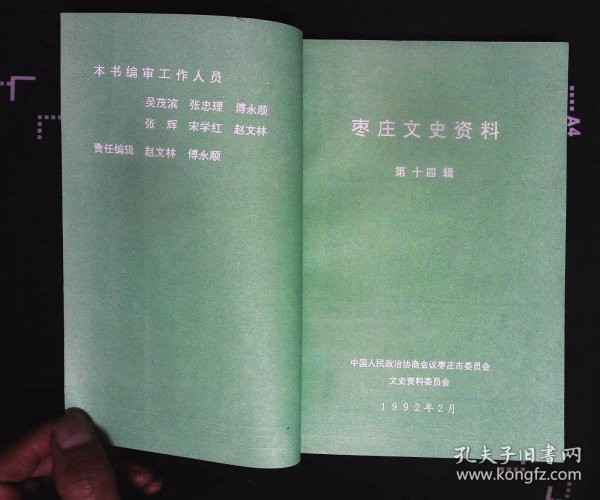 本书编审工作人员
吴茂滨 张忠理 傅永顺
张 辉 宋学红 赵文林
责任编辑 赵文林 傅永顺
枣庄文史资料
第十四辑
中国人民政治协商会议枣庄市委员会
文史资料委员会
1992年2月
A4
孔夫子旧书网
www.kongfz.com